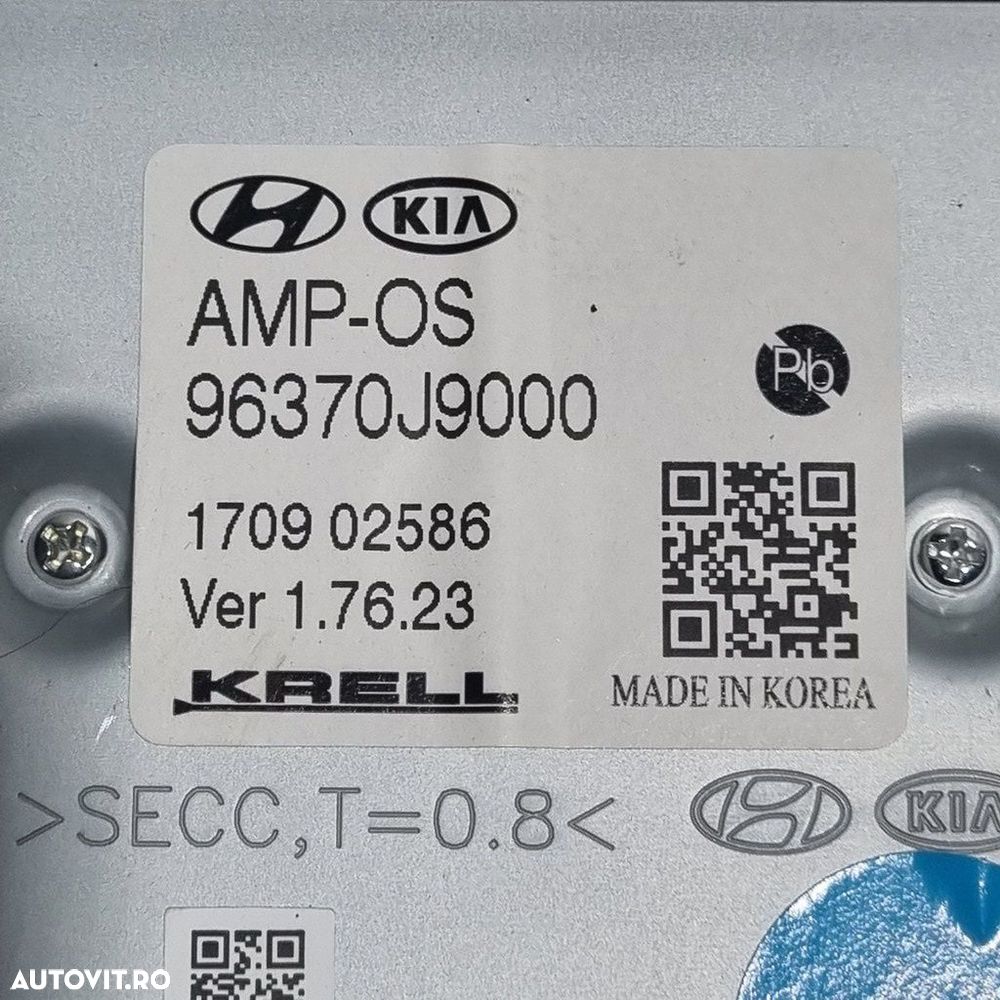 KIA
AMP-OS
96370J9000
Pb
1709 02586
Ver 1.76.23
KRELL
MADE IN KOREA
>SECC,T=0.8<
KIA
AUTOVIT.RO